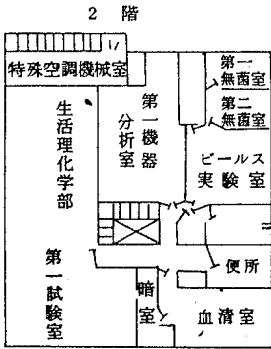 2 階
特殊空調機械室
第一無菌室
第二無菌室
第一機器分析室
生活理化学部
ビールス実験室
第一試験室
便所
暗室
血清室